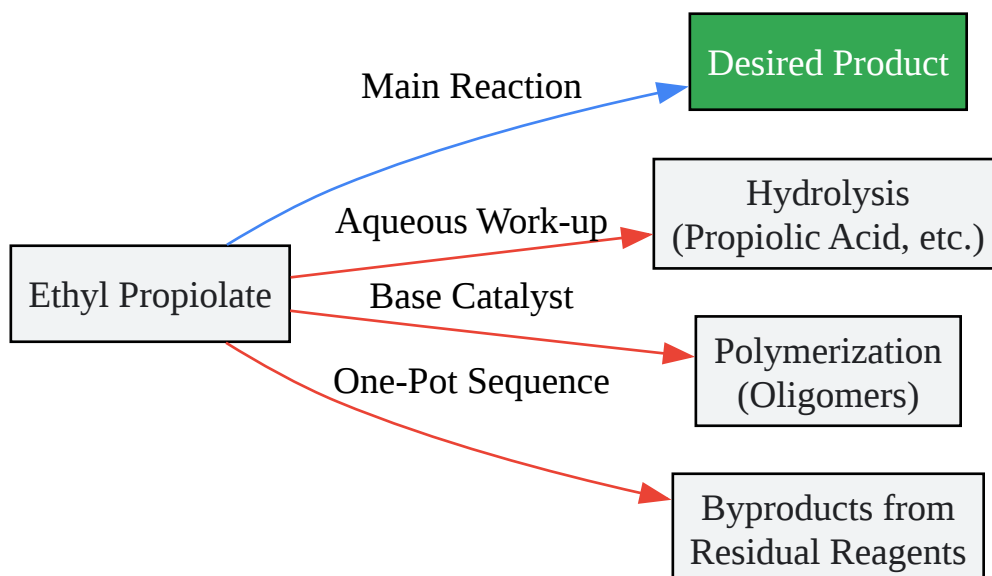 Desired Product
Main Reaction
Hydrolysis
(Propiolic Acid, etc.)
Aqueous Work-up
Ethyl Propiolate
Base Catalyst
Polymerization
(Oligomers)
One-Pot Sequence
Byproducts from
Residual Reagents